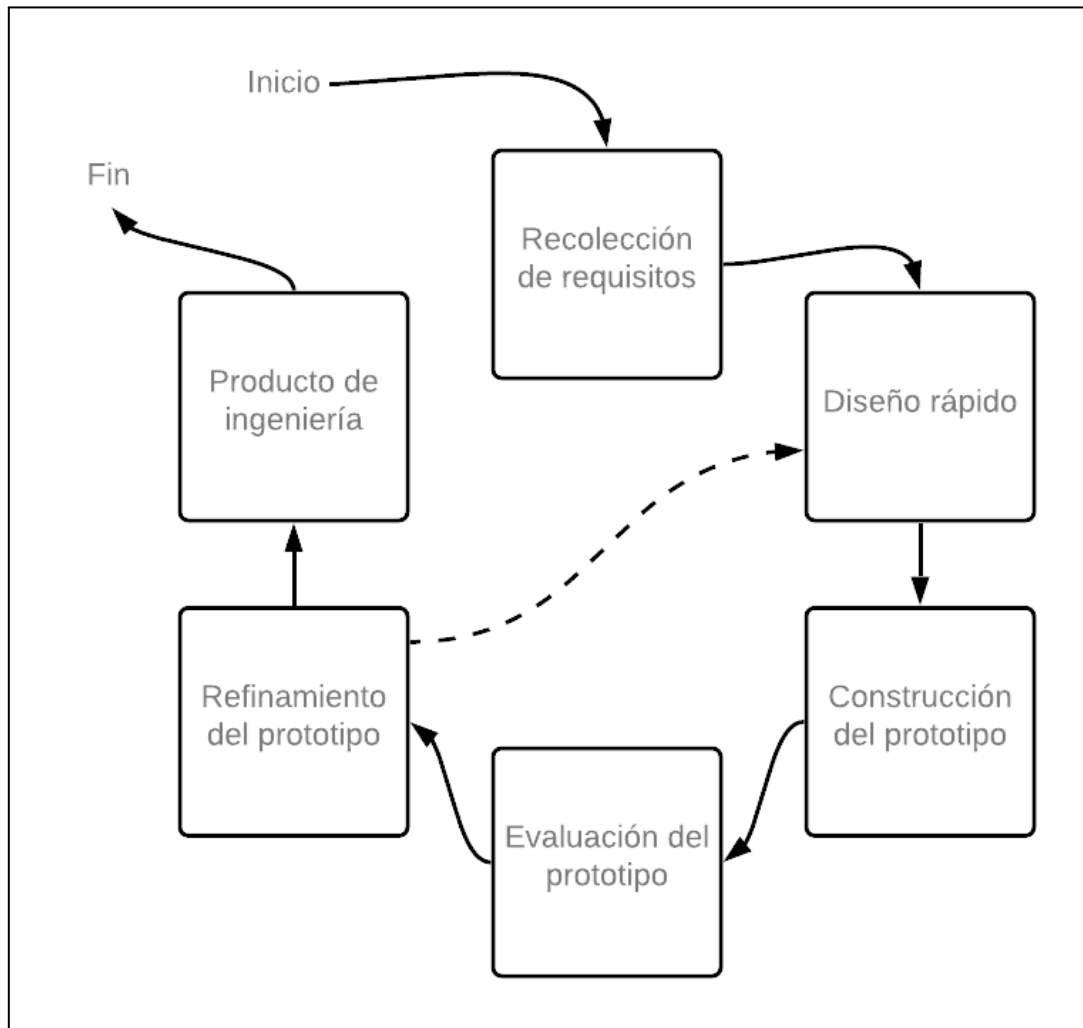 Inicio
Fin
Recolección
de requisitos
Diseño rápido
Construcción
del prototipo
Evaluación del
prototipo
Refinamiento
del prototipo
Producto de
ingeniería